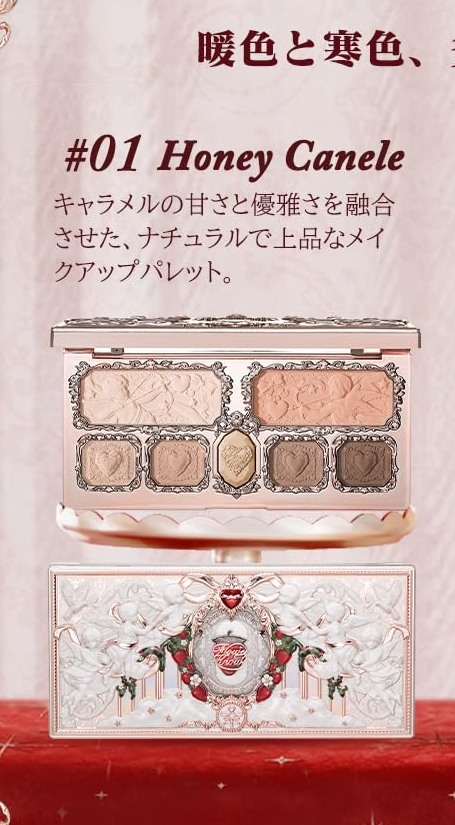 暖色と寒色、
#01 Honey Canele
キャラメルの甘さと優雅さを融合
させた、ナチュラルで上品なメイ
クアップパレット。
Flower
Knows